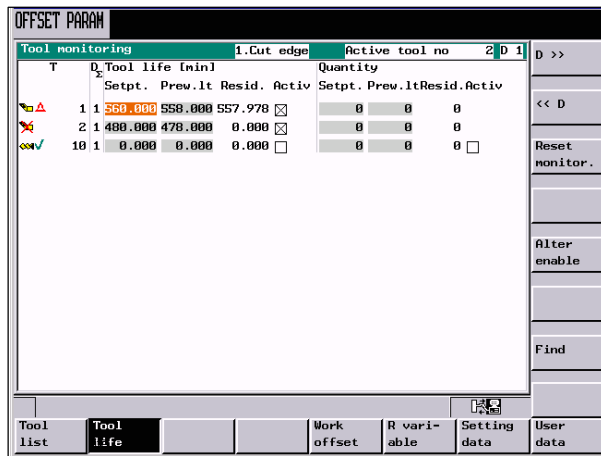 OFFSET PARAM
Tool monitoring 1.Cut edge Active tool no 2 D 1
T DΣ Tool life [min] Quantity
Setpt. Prew.lt Resid. Activ Setpt. Prew.lt Resid. Activ
1 1 560.000 558.000 557.978 0 0 0
2 1 480.000 478.000 0.000 0 0 0
10 1 0.000 0.000 0.000 0 0 0
D >>
<< D
Reset
monitor.
Alter
enable
Find
Tool
list
Tool
life
Work
offset
R vari-
able
Setting
data
User
data